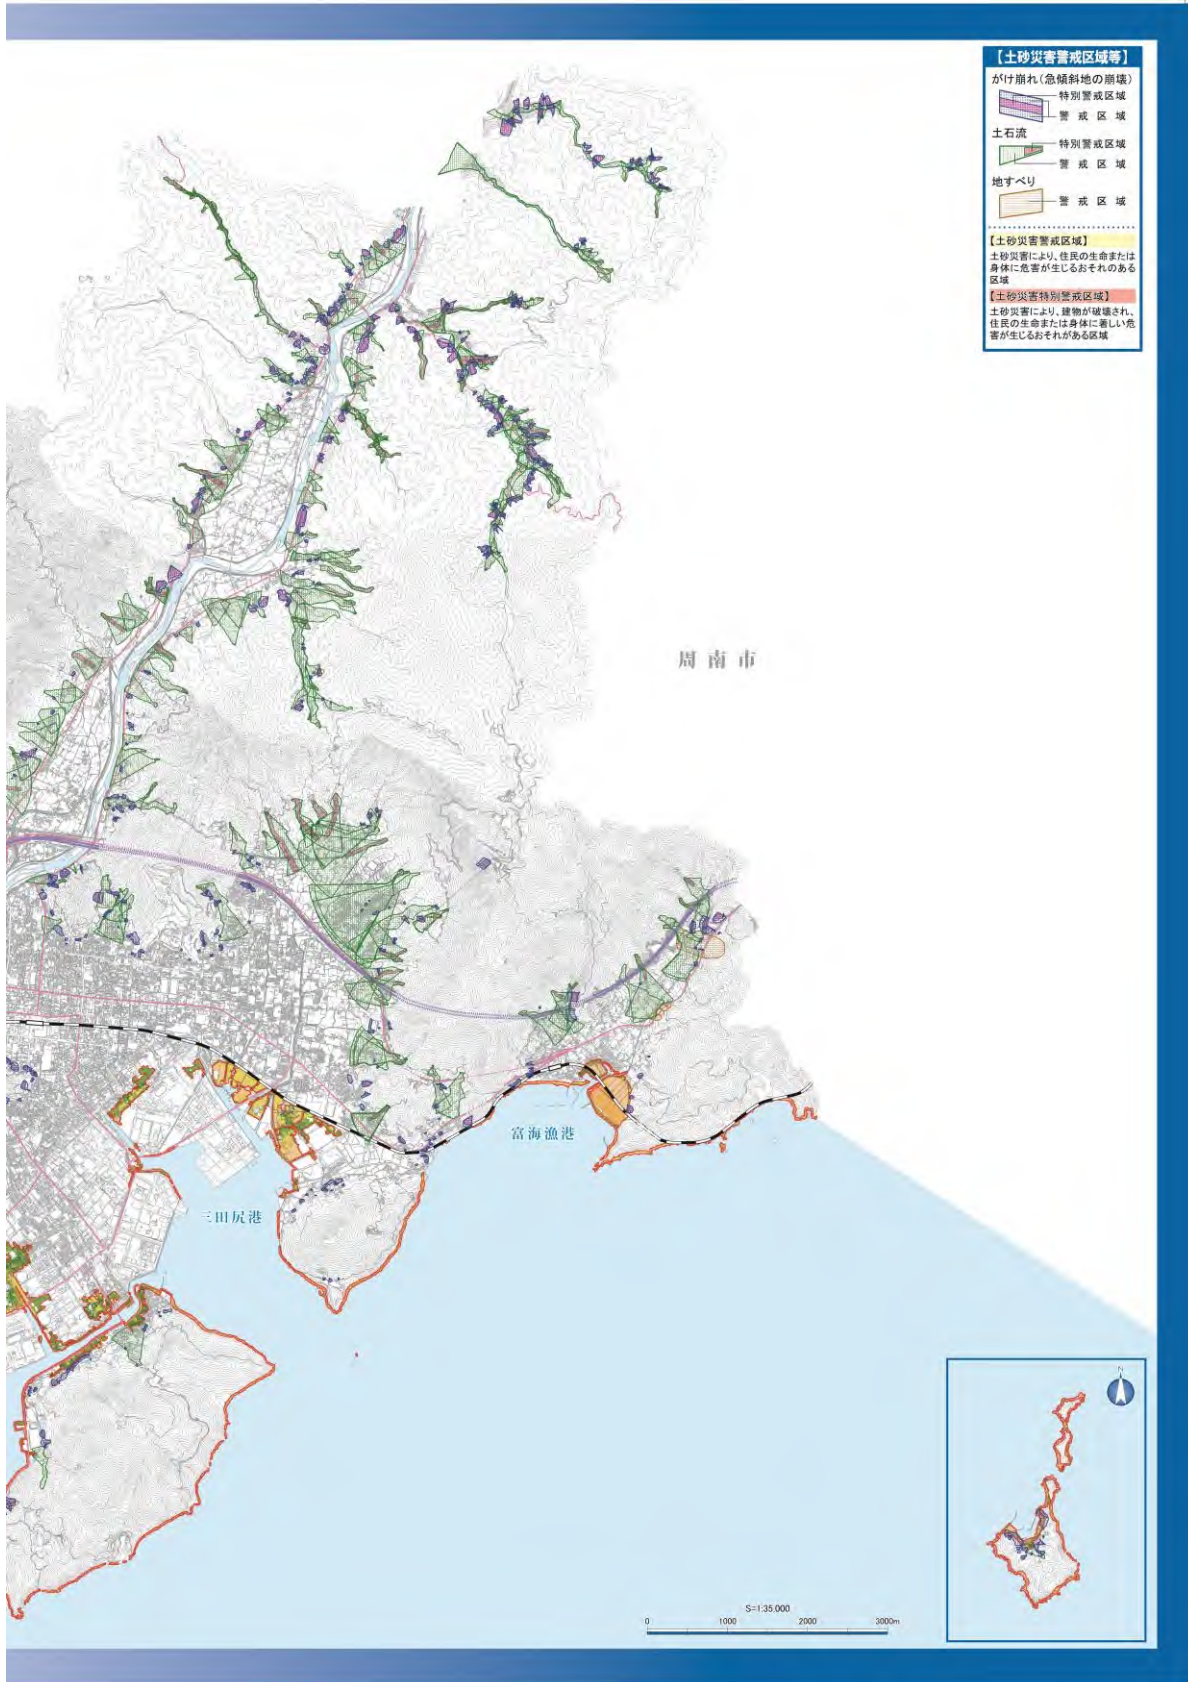 【土砂災害警戒区域等】
がけ崩れ(急傾斜地の崩壊)
特別警戒区域
警戒区域
土石流
特別警戒区域
警戒区域
地すべり
警戒区域
【土砂災害警戒区域】
土砂災害により、住民の生命または
身体に危害が生じるおそれのある
区域
【土砂災害特別警戒区域】
土砂災害により、建物が破壊され、
住民の生命または身体に著しい危
害が生じるおそれがある区域
周南市
富海漁港
三田尻港
N
S=1:35,000
0 1000 2000 3000m